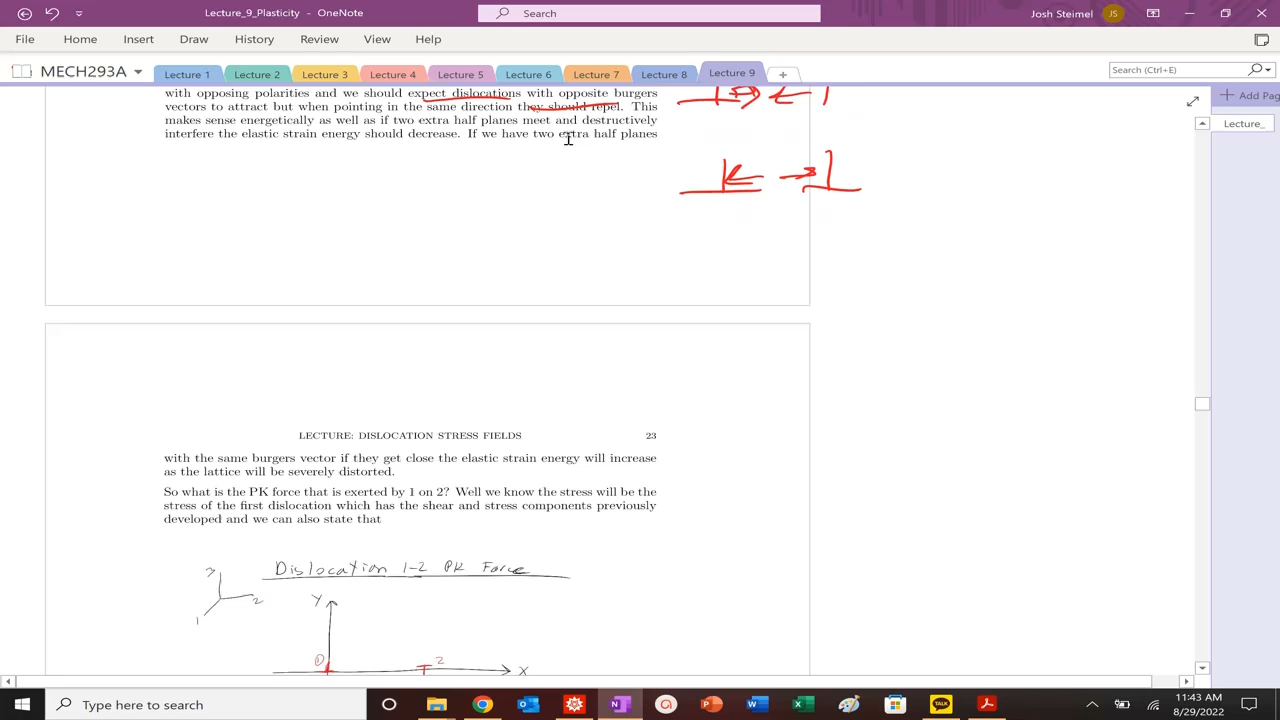 Lecture_9_Plasticity - OneNote
Search
Josh Steimel
JS
File Home Insert Draw History Review View Help
MECH293A
Lecture 1 Lecture 2 Lecture 3 Lecture 4 Lecture 5 Lecture 6 Lecture 7 Lecture 8 Lecture 9
Search (Ctrl+E)
Add Pag
Lecture_
with opposing polarities and we should expect dislocations with opposite burgers
vectors to attract but when pointing in the same direction they should repel. This
makes sense energetically as well as if two extra half planes meet and destructively
interfere the elastic strain energy should decrease. If we have two extra half planes
LECTURE: DISLOCATION STRESS FIELDS 23
with the same burgers vector if they get close the elastic strain energy will increase
as the lattice will be severely distorted.
So what is the PK force that is exerted by 1 on 2? Well we know the stress will be the
stress of the first dislocation which has the shear and stress components previously
developed and we can also state that
Dislocation 1-2 PK Force
3
2
1
Y
2
X
Type here to search
TALK
11:43 AM
8/29/2022